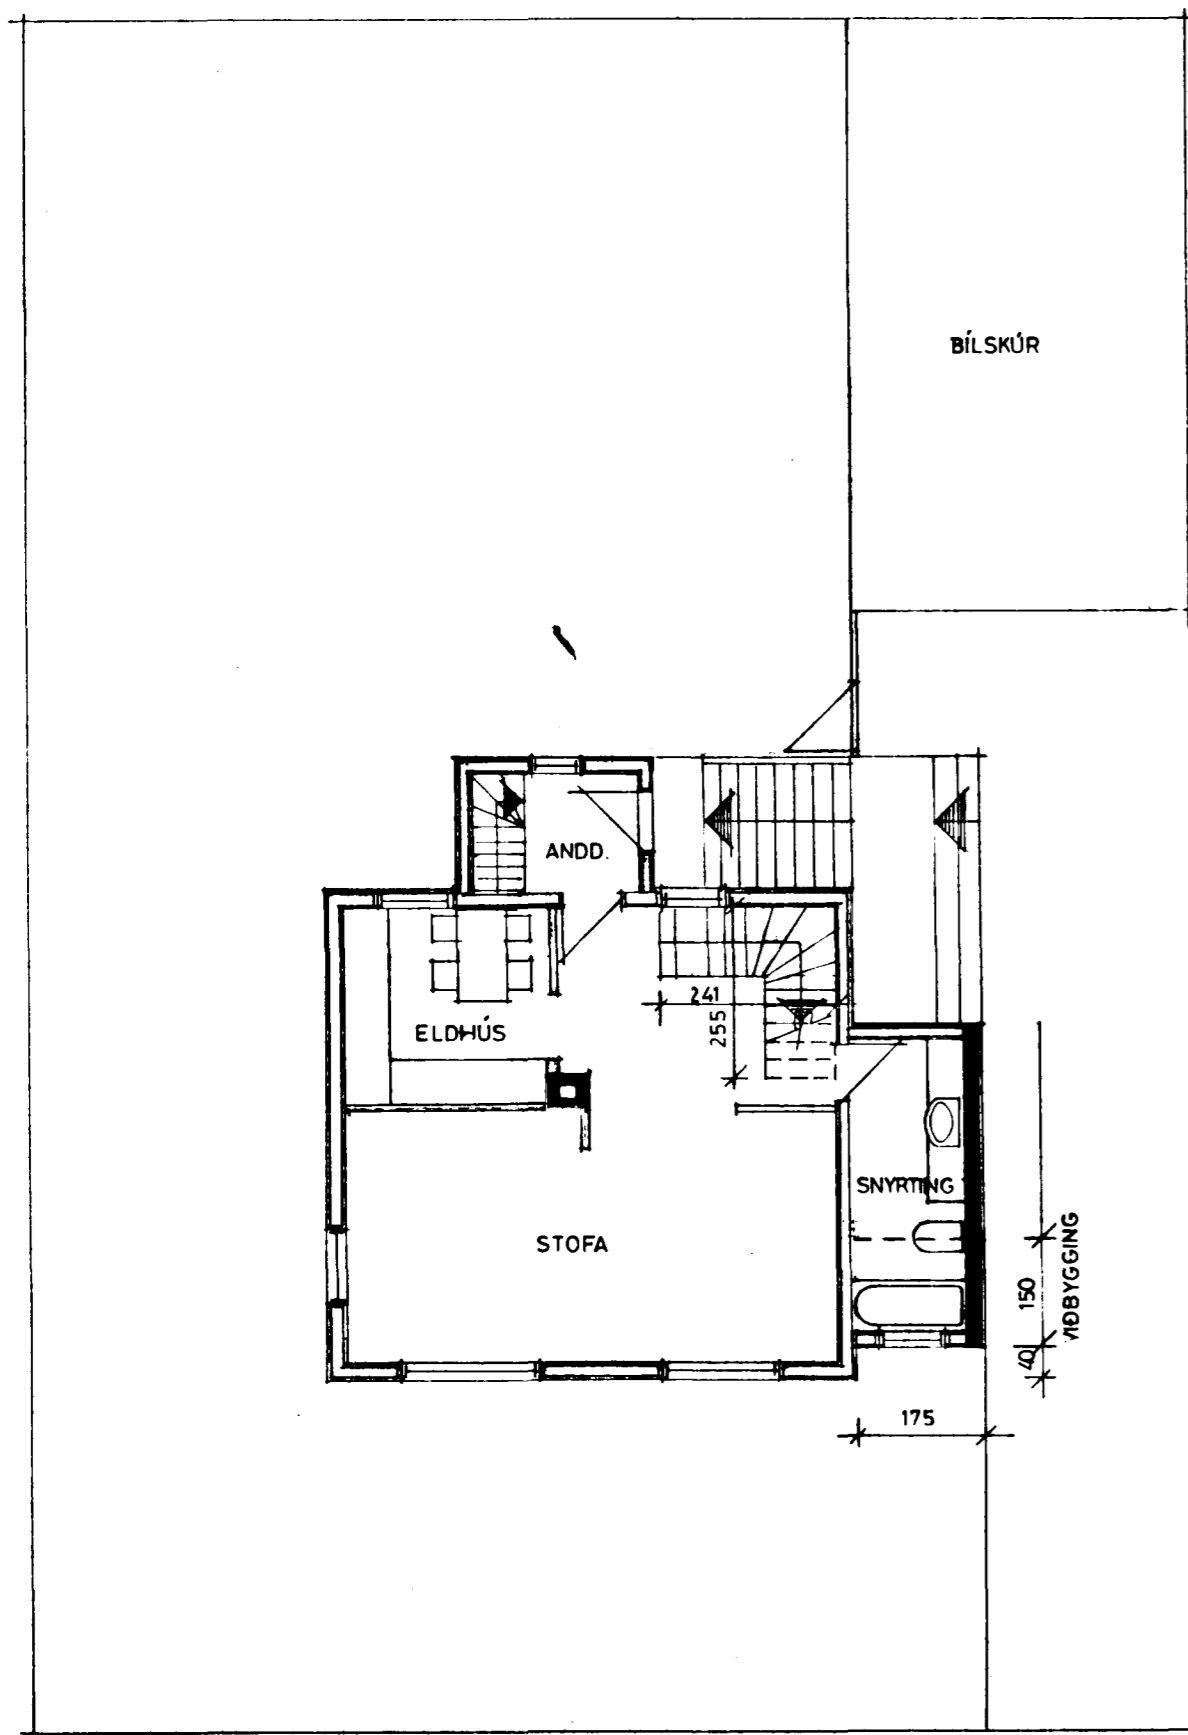 BÍLSKÚR
ANDD.
241
255
ELDHÚS
SNYRTING
STOFA
VIÐBYGGING
150
40
175